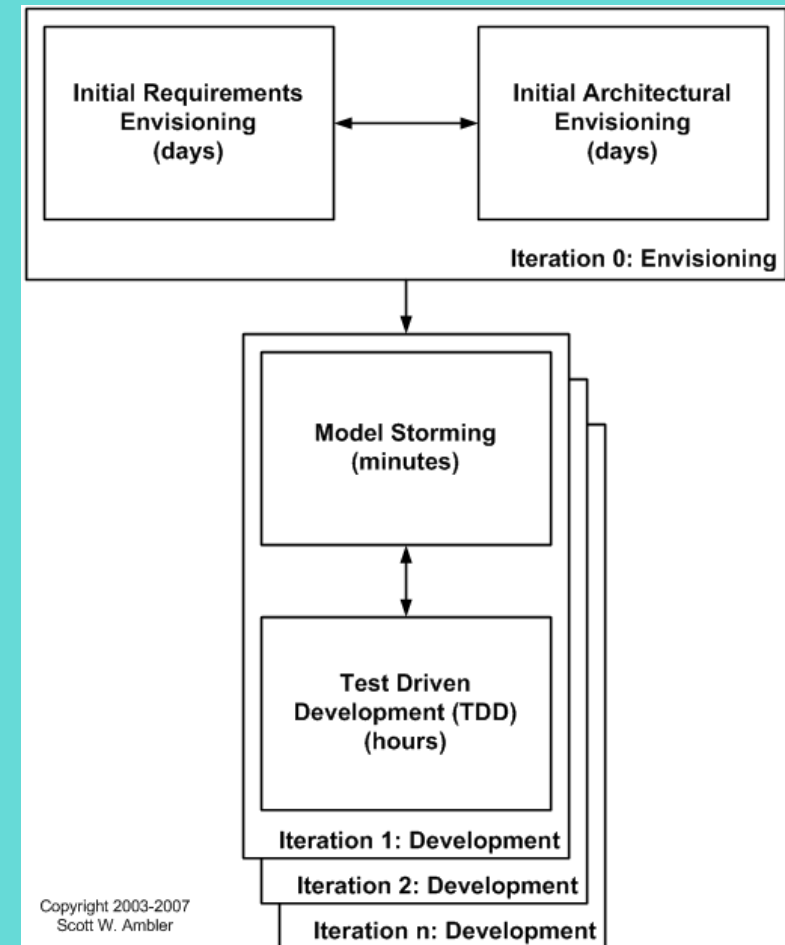 Initial Requirements
Envisioning
(days)
Initial Architectural
Envisioning
(days)
Iteration 0: Envisioning
Model Storming
(minutes)
Test Driven
Development (TDD)
(hours)
Iteration 1: Development
Iteration 2: Development
Iteration n: Development
Copyright 2003-2007
Scott W. Ambler